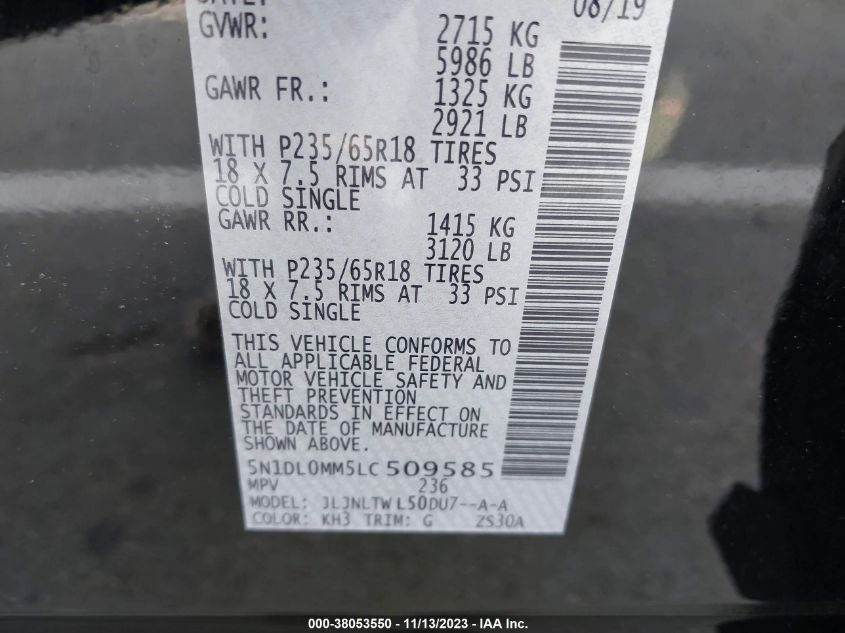 08/19
GVWR: 2715 KG
5986 LB
GAWR FR.: 1325 KG
2921 LB
WITH P235/65R18 TIRES
18 X 7.5 RIMS AT 33 PSI
COLD SINGLE
GAWR RR.: 1415 KG
3120 LB
WITH P235/65R18 TIRES
18 X 7.5 RIMS AT 33 PSI
COLD SINGLE
THIS VEHICLE CONFORMS TO
ALL APPLICABLE FEDERAL
MOTOR VEHICLE SAFETY AND
THEFT PREVENTION
STANDARDS IN EFFECT ON
THE DATE OF MANUFACTURE
SHOWN ABOVE.
5N1DL0MM5LC509585
MPV 236
MODEL: JLJNLTWL50DU7--A-A
COLOR: KH3 TRIM: G ZS30A
000-38053550 - 11/13/2023 - IAA Inc.